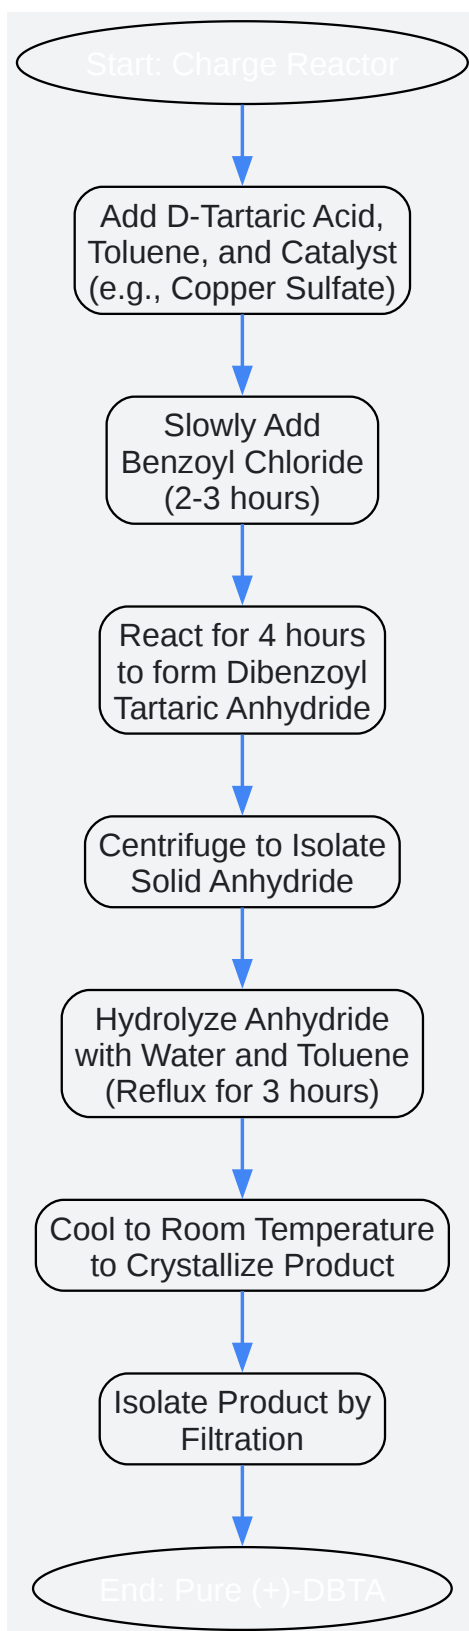 Start: Charge Reactor
Add D-Tartaric Acid,
Toluene, and Catalyst
(e.g., Copper Sulfate)
Slowly Add
Benzoyl Chloride
(2-3 hours)
React for 4 hours
to form Dibenzoyl
Tartaric Anhydride
Centrifuge to Isolate
Solid Anhydride
Hydrolyze Anhydride
with Water and Toluene
(Reflux for 3 hours)
Cool to Room Temperature
to Crystallize Product
Isolate Product by
Filtration
End: Pure (+)-DBTA